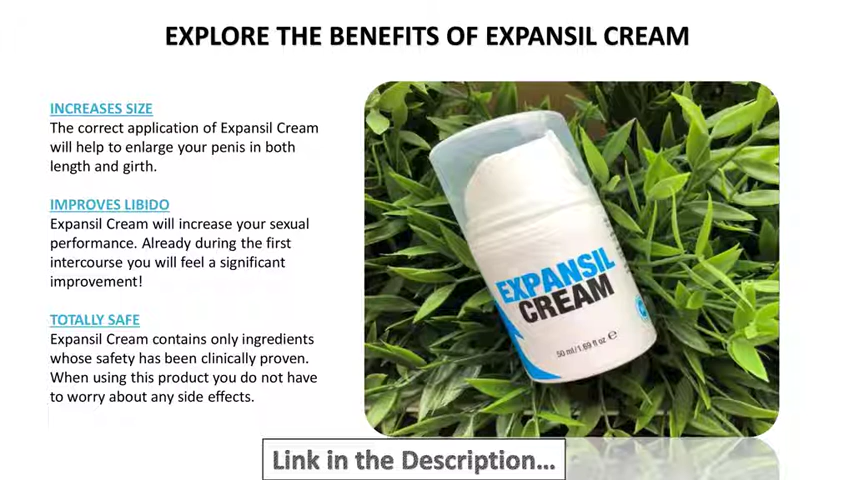 EXPLORE THE BENEFITS OF EXPANSIL CREAM
INCREASES SIZE
The correct application of Expansil Cream
will help to enlarge your penis in both
length and girth.
IMPROVES LIBIDO
Expansil Cream will increase your sexual
performance. Already during the first
intercourse you will feel a significant
improvement!
TOTALLY SAFE
Expansil Cream contains only ingredients
whose safety has been clinically proven.
When using this product you do not have
to worry about any side effects.
EXPANSIL
CREAM
50 ml/1.69 fl oz ℮
Link in the Description...